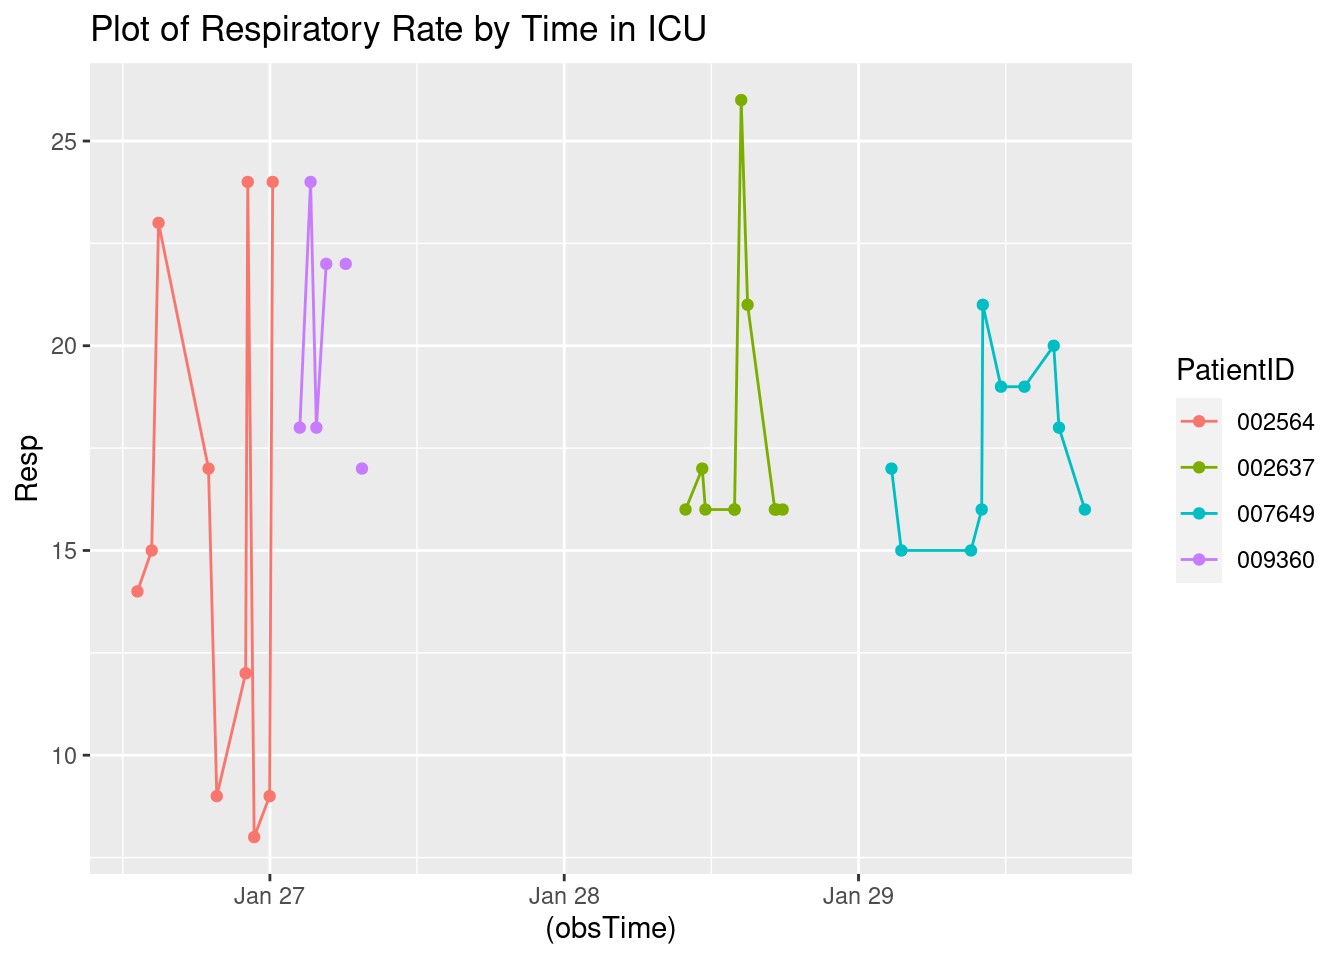 Plot of Respiratory Rate by Time in ICU
25
20
15
10
Resp
Jan 27
Jan 28
Jan 29
(obsTime)
PatientID
002564
002637
007649
009360